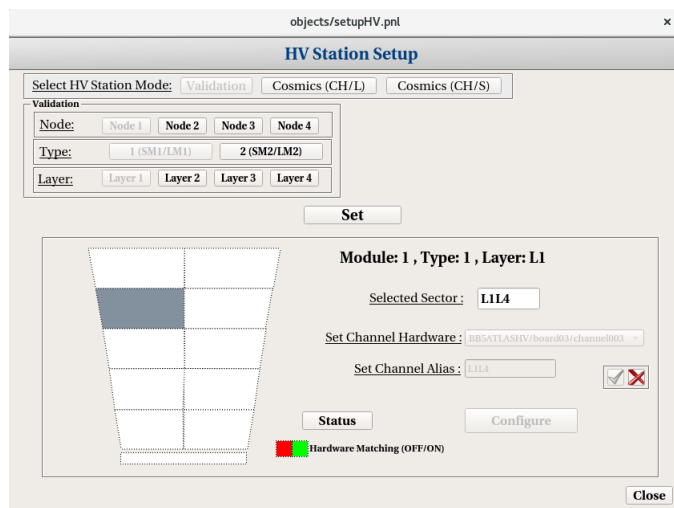 objects/setupHV.pnl ×
HV Station Setup
Select HV Station Mode: Validation Cosmics (CH/L) Cosmics (CH/S)
Validation
Node: Node 1 Node 2 Node 3 Node 4
Type: 1 (SM1/LM1) 2 (SM2/LM2)
Layer: Layer 1 Layer 2 Layer 3 Layer 4
Set
Module: 1 , Type: 1 , Layer: L1
Selected Sector : L1L4
Set Channel Hardware : BB5ATLASHV/board03/channel003
Set Channel Alias : L1L4
Status Configure
Hardware Matching (OFF/ON)
Close